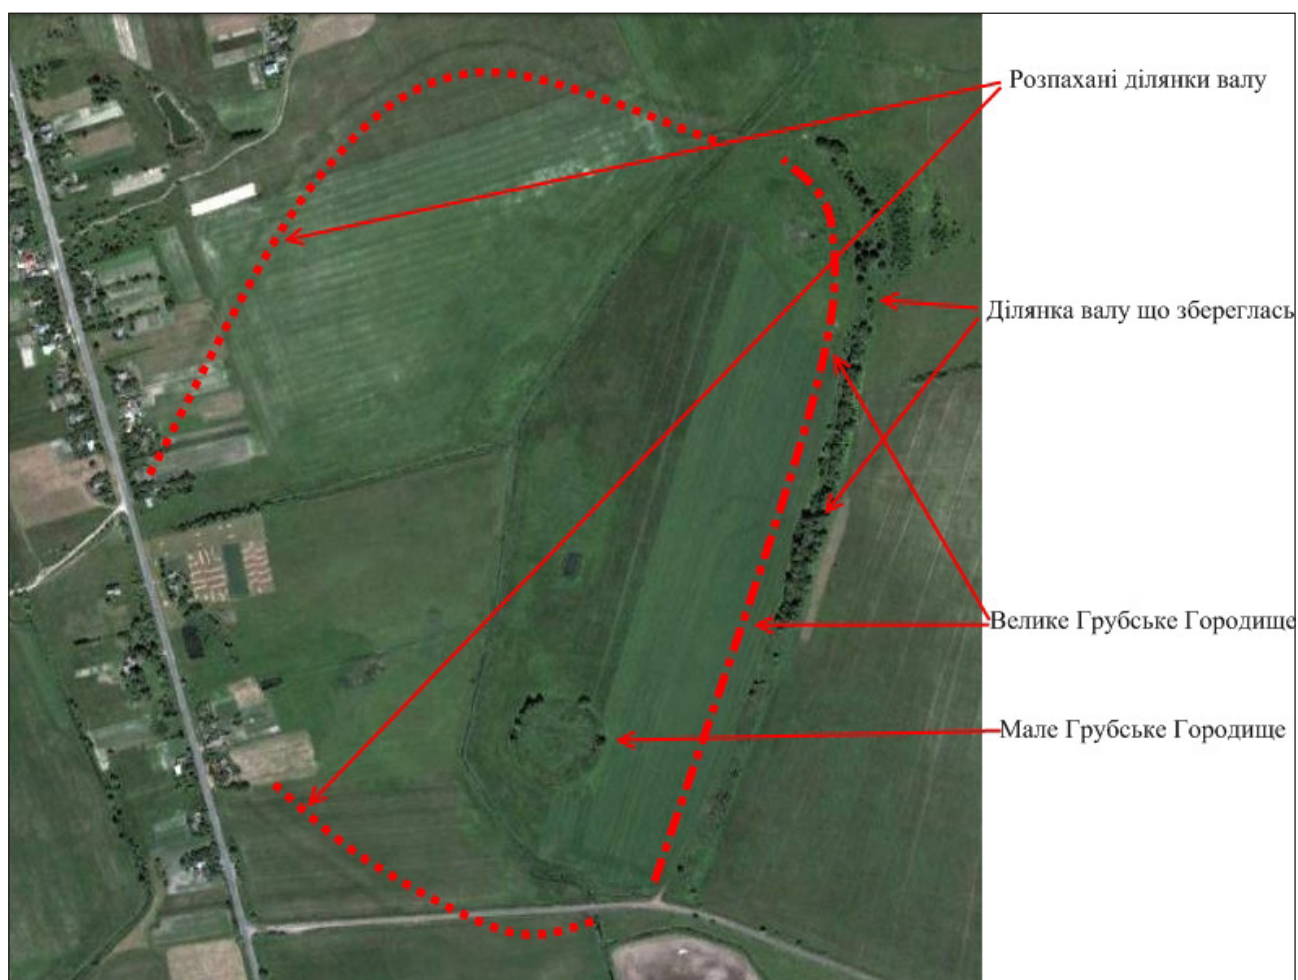 Розпахані ділянки валу
Ділянка валу що збереглась
Велике Грубське Городище
Мале Грубське Городище